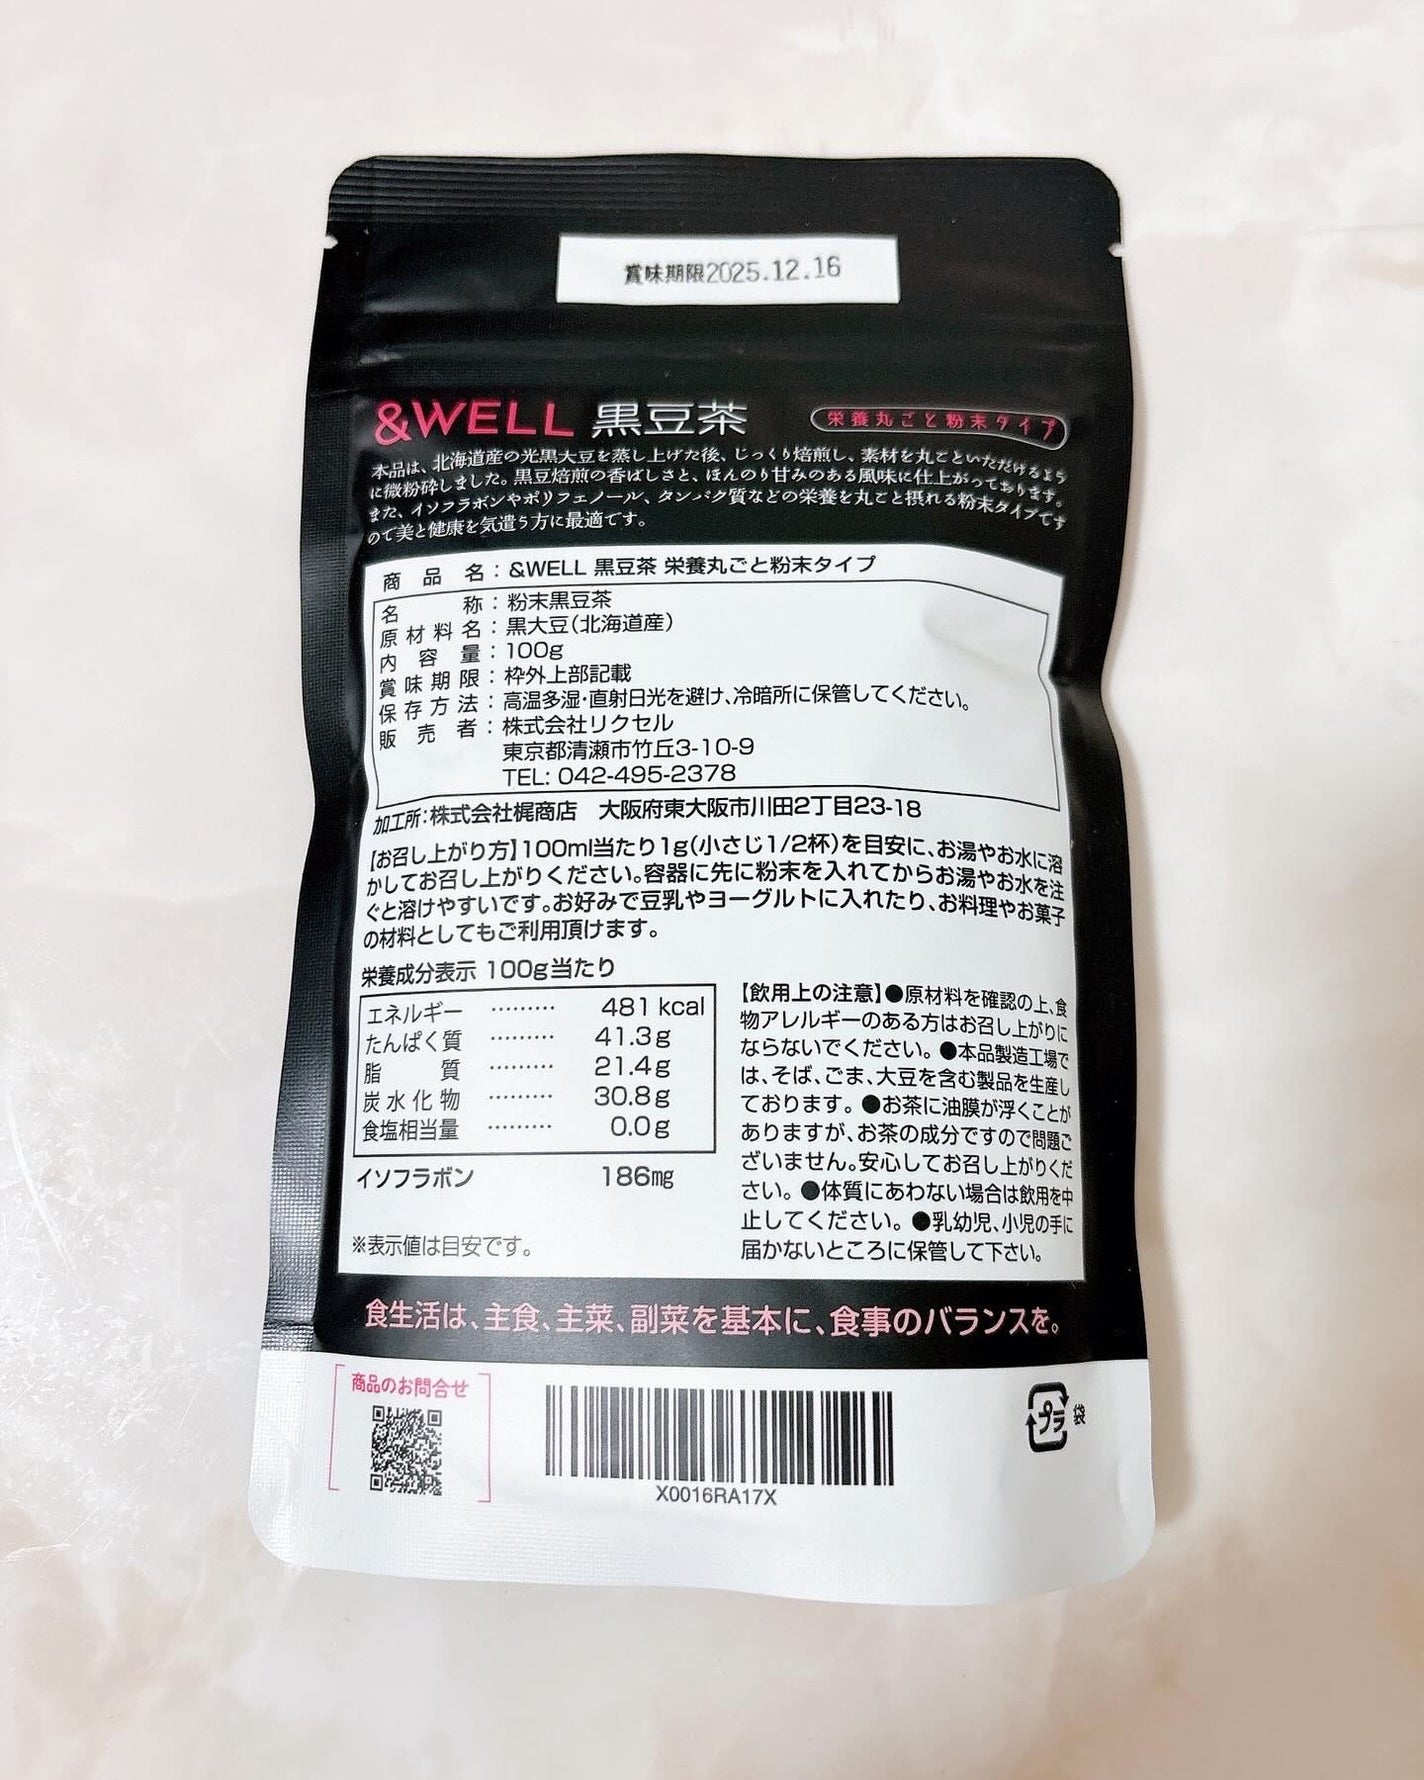 賞味期限2025.12.16
&WELL 黒豆茶 栄養丸ごと粉末タイプ
本品は、北海道産の光黒大豆を蒸し上げた後、じっくり焙煎し、素材を丸ごといただけるよう
に微粉砕しました。黒豆焙煎の香ばしさと、ほんのり甘みのある風味に仕上がっております。
また、イソフラボンやポリフェノール、タンパク質などの栄養を丸ごと摂れる粉末タイプです
ので美と健康を気遣う方に最適です。
商品名：&WELL 黒豆茶 栄養丸ごと粉末タイプ
名称：粉末黒豆茶
原材料名：黒大豆(北海道産)
内容量：100g
賞味期限：枠外上部記載
保存方法：高温多湿・直射日光を避け、冷暗所に保管してください。
販売者：株式会社リクセル
東京都清瀬市竹丘3-10-9
TEL: 042-495-2378
加工所：株式会社梶商店 大阪府東大阪市川田2丁目23-18
【お召し上がり方】100ml当たり1g(小さじ1/2杯)を目安に、お湯やお水に溶
かしてお召し上がりください。容器に先に粉末を入れてからお湯やお水を注
ぐと溶けやすいです。お好みで豆乳やヨーグルトに入れたり、お料理やお菓子
の材料としてもご利用頂けます。
栄養成分表示 100g当たり
エネルギー ……… 481 kcal
たんぱく質 ……… 41.3g
脂質 ……… 21.4g
炭水化物 ……… 30.8g
食塩相当量 ……… 0.0g
イソフラボン 186mg
※表示値は目安です。
【飲用上の注意】●原材料を確認の上、食
物アレルギーのある方はお召し上がりに
ならないでください。●本品製造工場で
は、そば、ごま、大豆を含む製品を生産し
ております。●お茶に油膜が浮くことが
ありますが、お茶の成分ですので問題ご
ざいません。安心してお召し上がりくだ
さい。●体質にあわない場合は飲用を中
止してください。●乳幼児、小児の手に
届かないところに保管して下さい。
食生活は、主食、主菜、副菜を基本に、食事のバランスを。
商品のお問合せ
X0016RA17X
プラ 袋